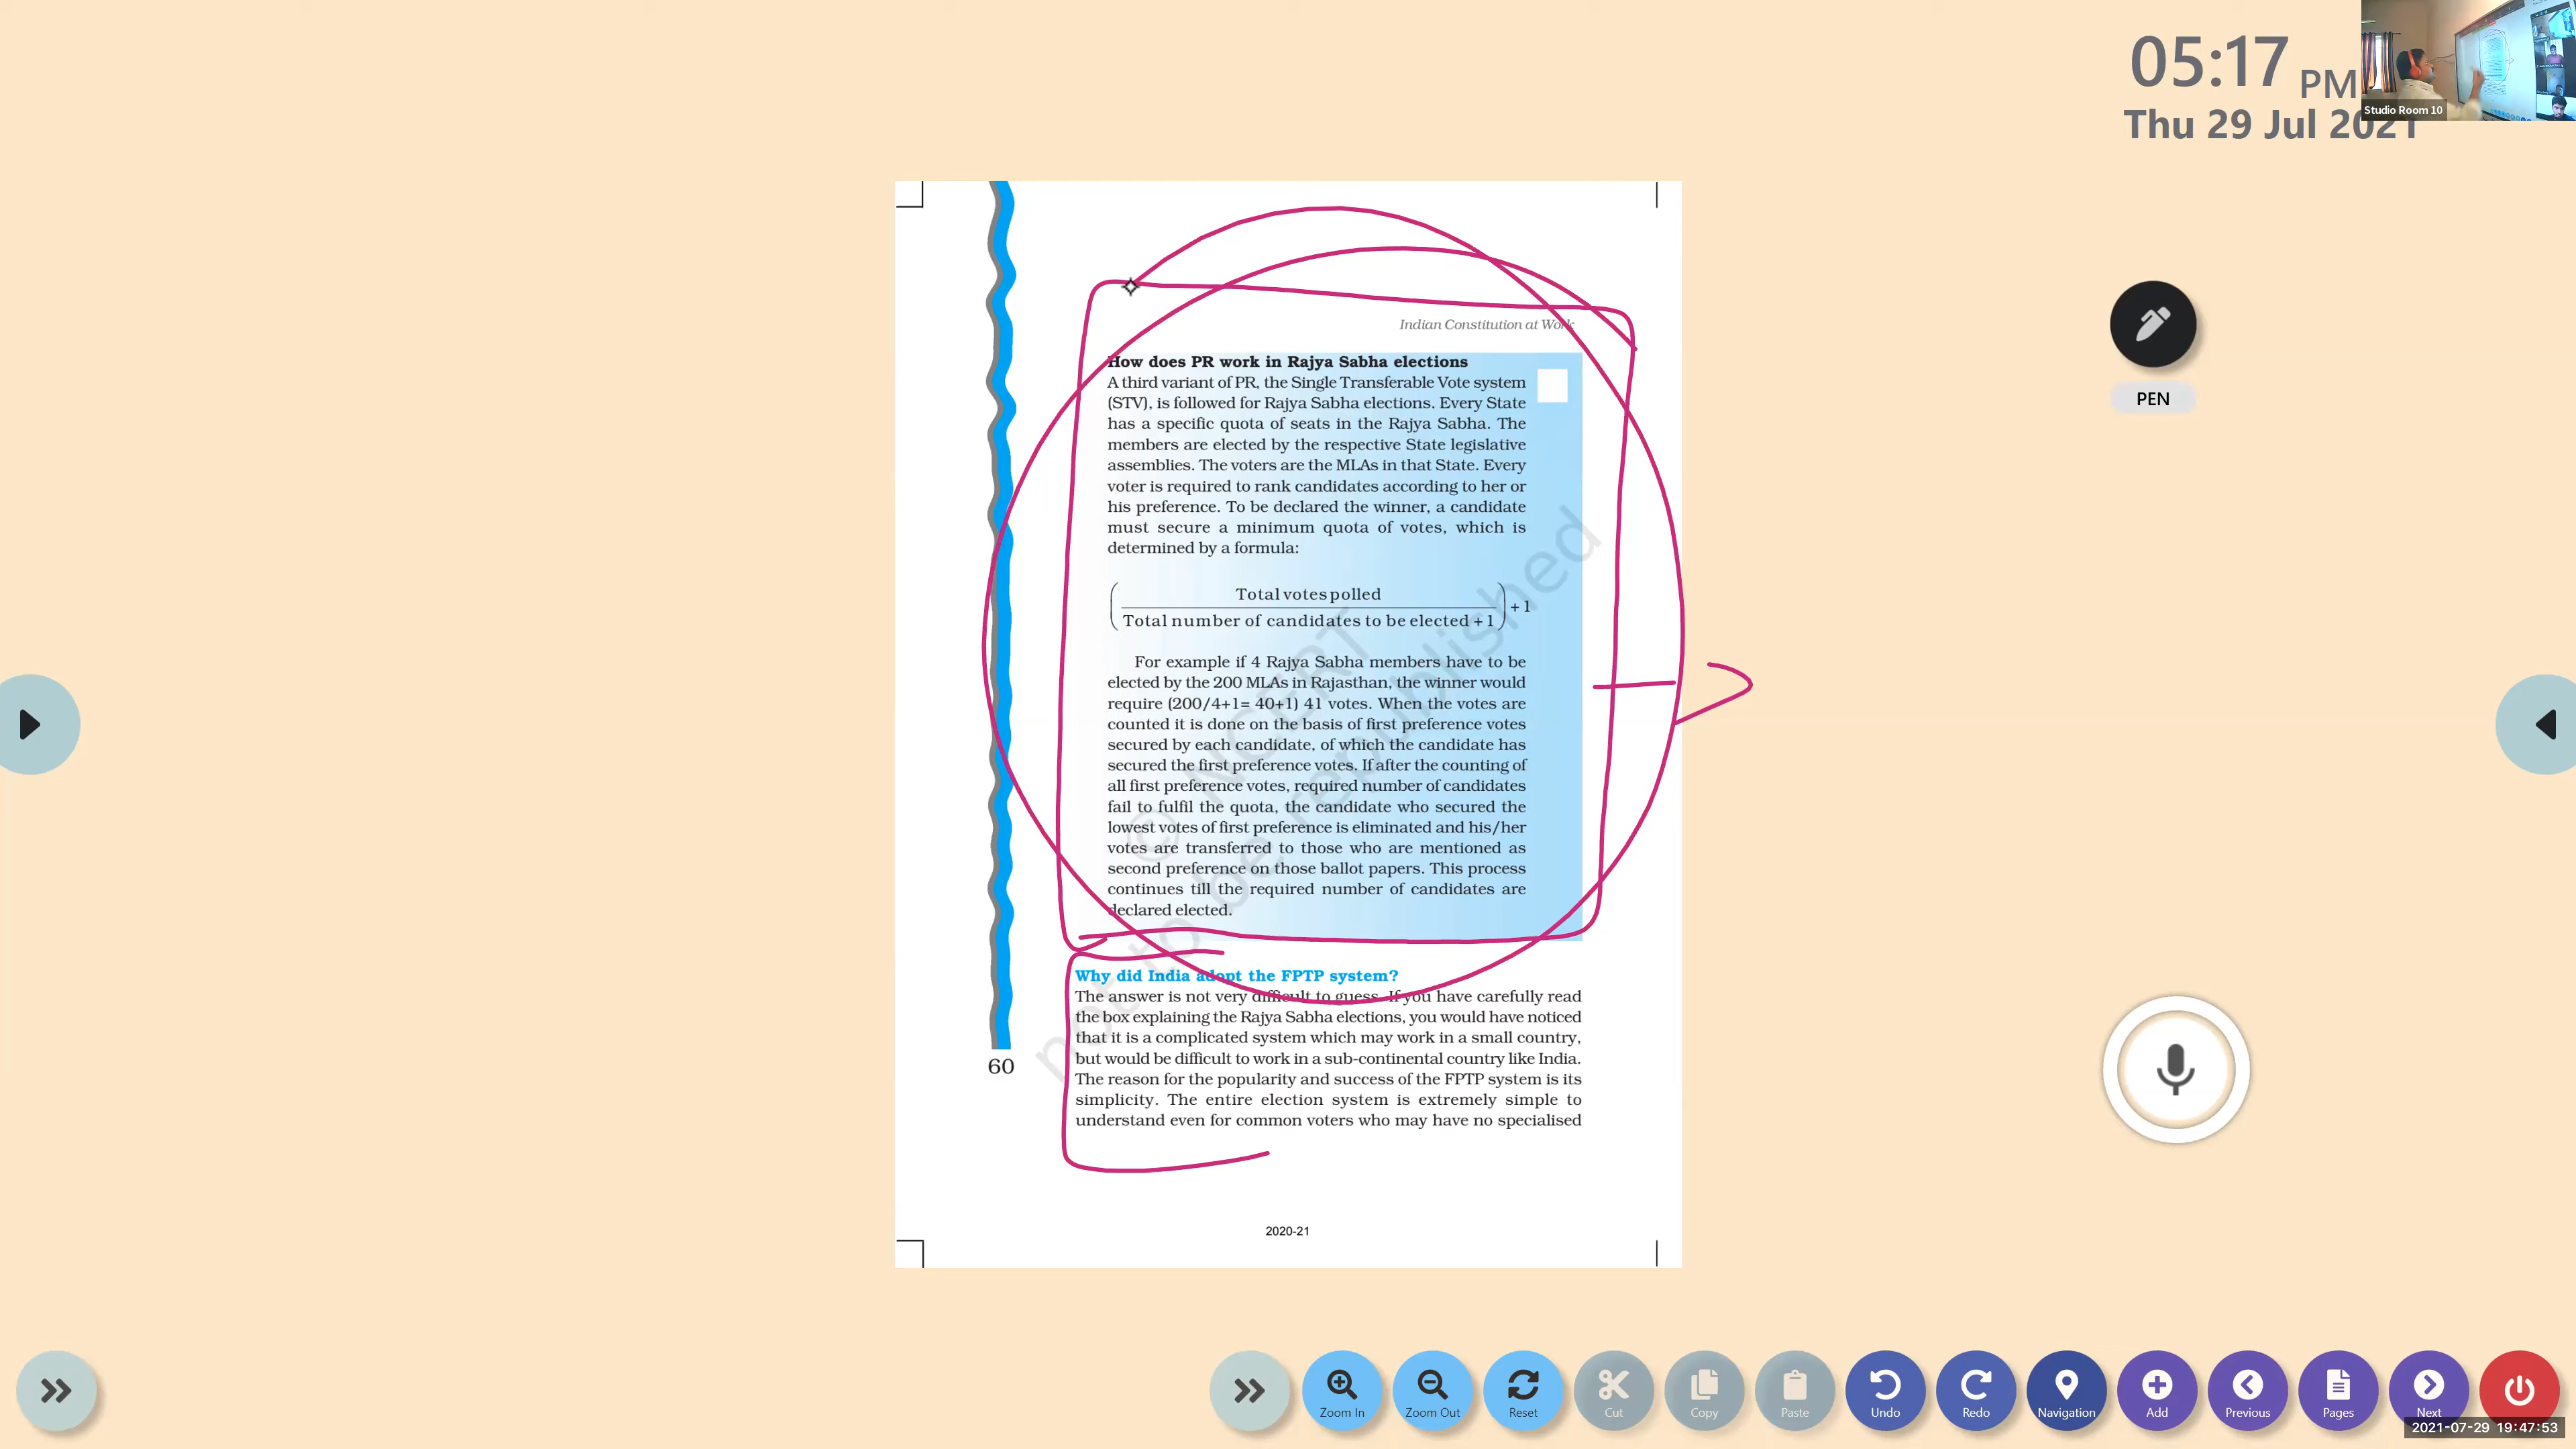 05:17 PM
Thu 29 Jul 2021
Studio Room 10
PEN
Indian Constitution at Work
How does PR work in Rajya Sabha elections
A third variant of PR, the Single Transferable Vote system
(STV), is followed for Rajya Sabha elections. Every State
has a specific quota of seats in the Rajya Sabha. The
members are elected by the respective State legislative
assemblies. The voters are the MLAs in that State. Every
voter is required to rank candidates according to her or
his preference. To be declared the winner, a candidate
must secure a minimum quota of votes, which is
determined by a formula:
( Total votes polled
Total number of candidates to be elected + 1 ) + 1
For example if 4 Rajya Sabha members have to be
elected by the 200 MLAs in Rajasthan, the winner would
require (200/4+1= 40+1) 41 votes. When the votes are
counted it is done on the basis of first preference votes
secured by each candidate, of which the candidate has
secured the first preference votes. If after the counting of
all first preference votes, required number of candidates
fail to fulfil the quota, the candidate who secured the
lowest votes of first preference is eliminated and his/her
votes are transferred to those who are mentioned as
second preference on those ballot papers. This process
continues till the required number of candidates are
declared elected.
© NCERT
not to be republished
Why did India adopt the FPTP system?
The answer is not very difficult to guess. If you have carefully read
the box explaining the Rajya Sabha elections, you would have noticed
that it is a complicated system which may work in a small country,
but would be difficult to work in a sub-continental country like India.
The reason for the popularity and success of the FPTP system is its
simplicity. The entire election system is extremely simple to
understand even for common voters who may have no specialised
60
2020-21
Zoom In
Zoom Out
Reset
Cut
Copy
Paste
Undo
Redo
Navigation
Add
Previous
Pages
Next
2021-07-29 19:47:53